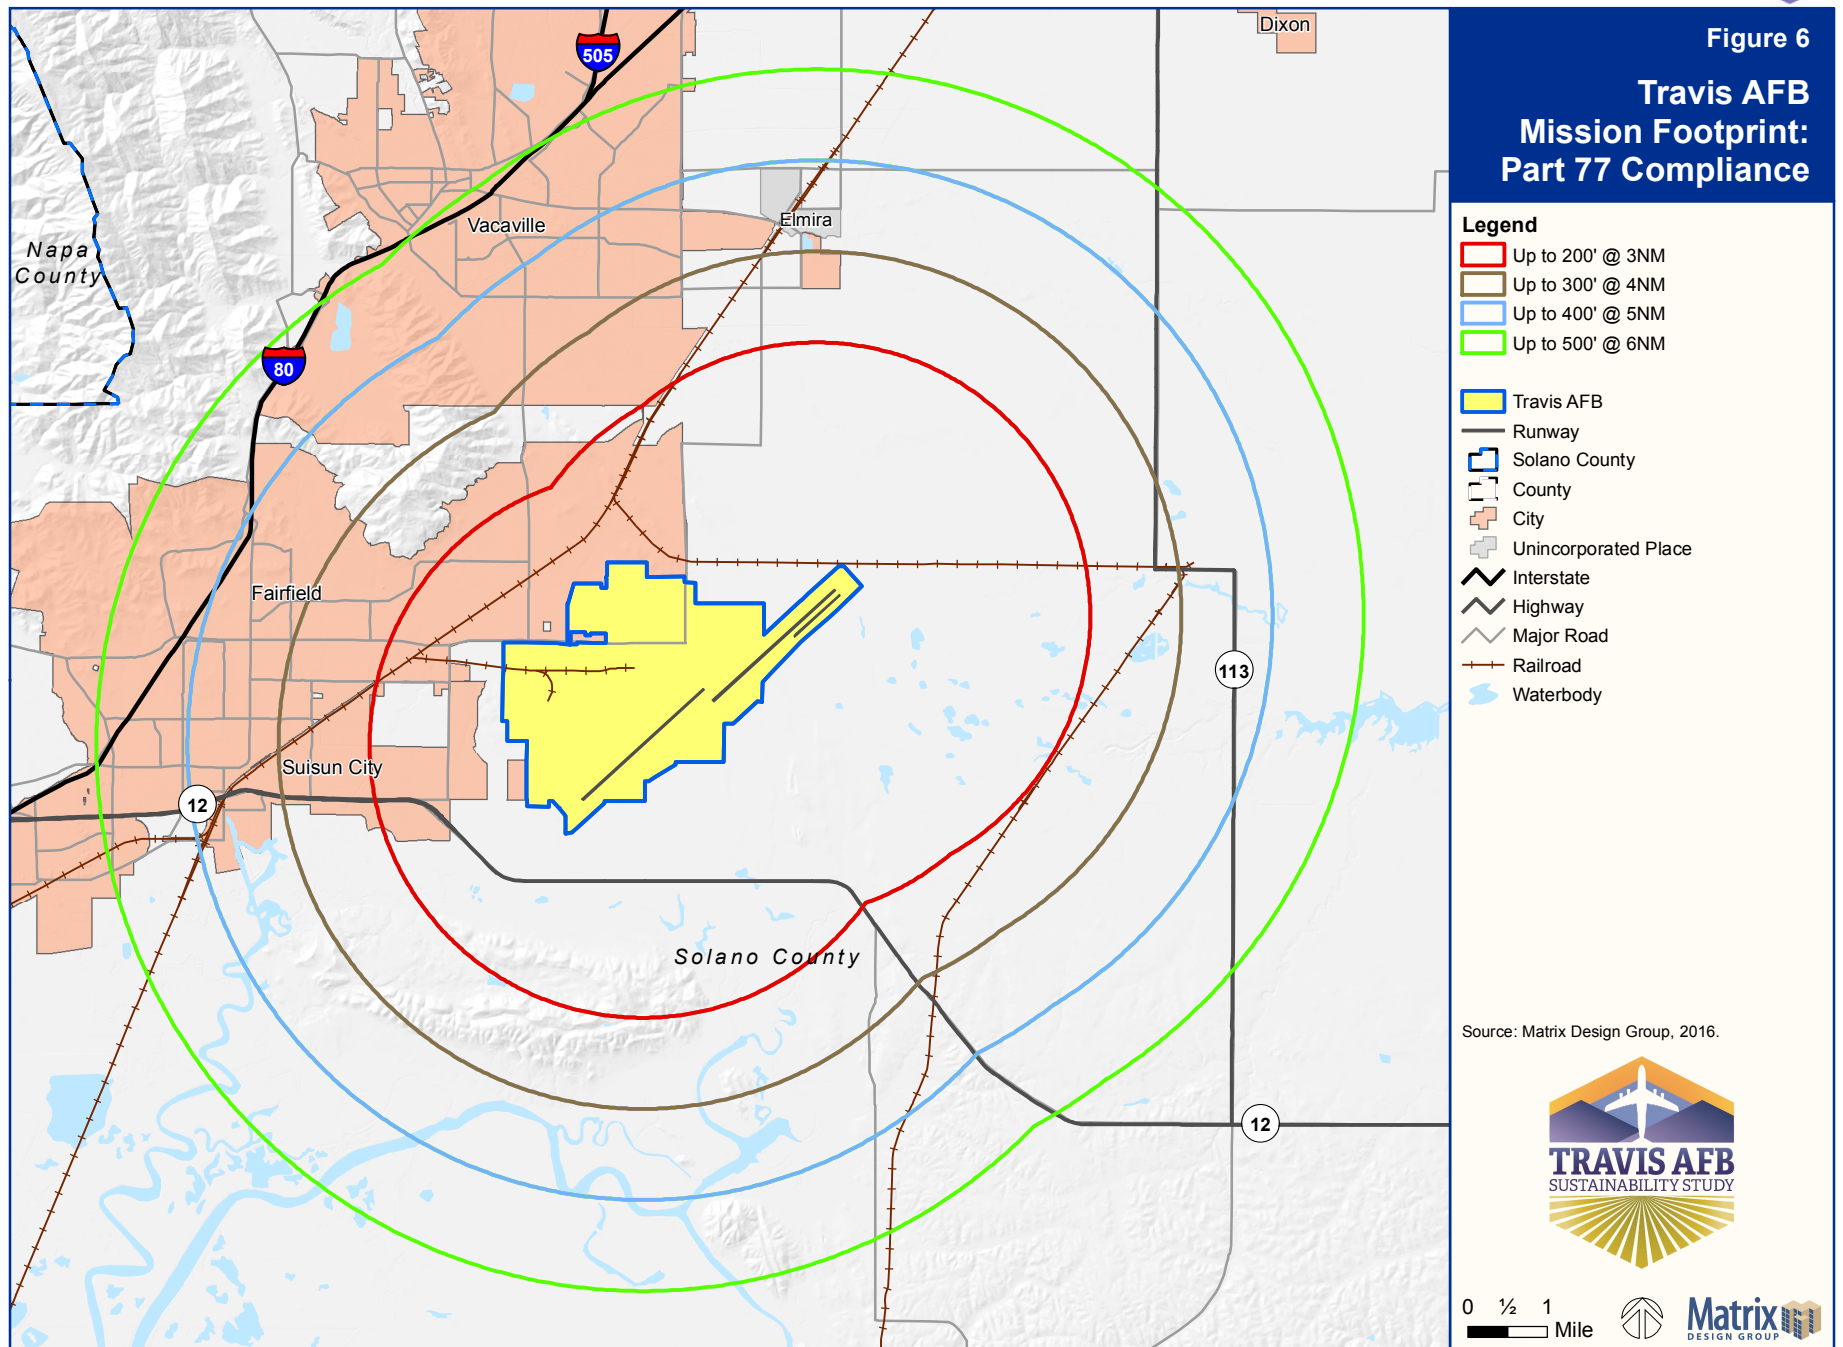 Figure 6
Travis AFB
Mission Footprint:
Part 77 Compliance
Legend
Up to 200' @ 3NM
Up to 300' @ 4NM
Up to 400' @ 5NM
Up to 500' @ 6NM
Travis AFB
Runway
Solano County
County
City
Unincorporated Place
Interstate
Highway
Major Road
Railroad
Waterbody
Source: Matrix Design Group, 2016.
TRAVIS AFB
SUSTAINABILITY STUDY
0 ½ 1
Mile
Matrix
DESIGN GROUP
Dixon
505
Napa
County
Vacaville
Elmira
80
Fairfield
113
Suisun City
12
Solano County
12